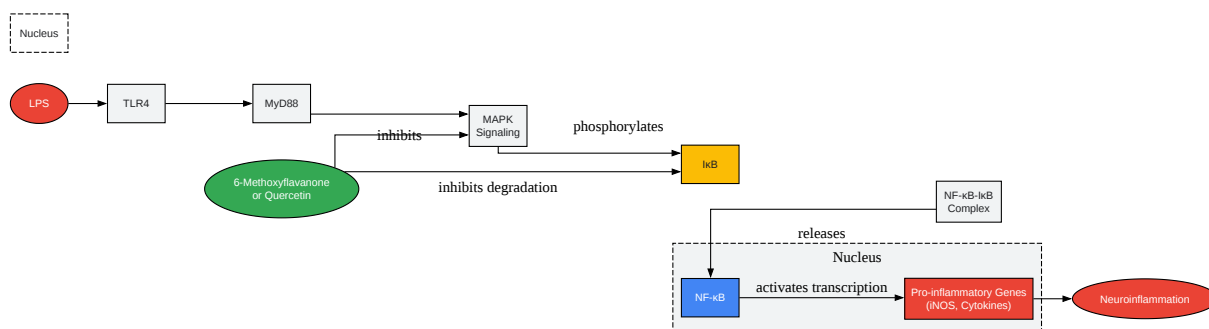 Nucleus
LPS
TLR4
MyD88
MAPK
Signaling
phosphorylates
inhibits
IκB
6-Methoxyflavanone
or Quercetin
inhibits degradation
NF-κB-IκB
Complex
releases
Nucleus
NF-κB
activates transcription
Pro-inflammatory Genes
(iNOS, Cytokines)
Neuroinflammation